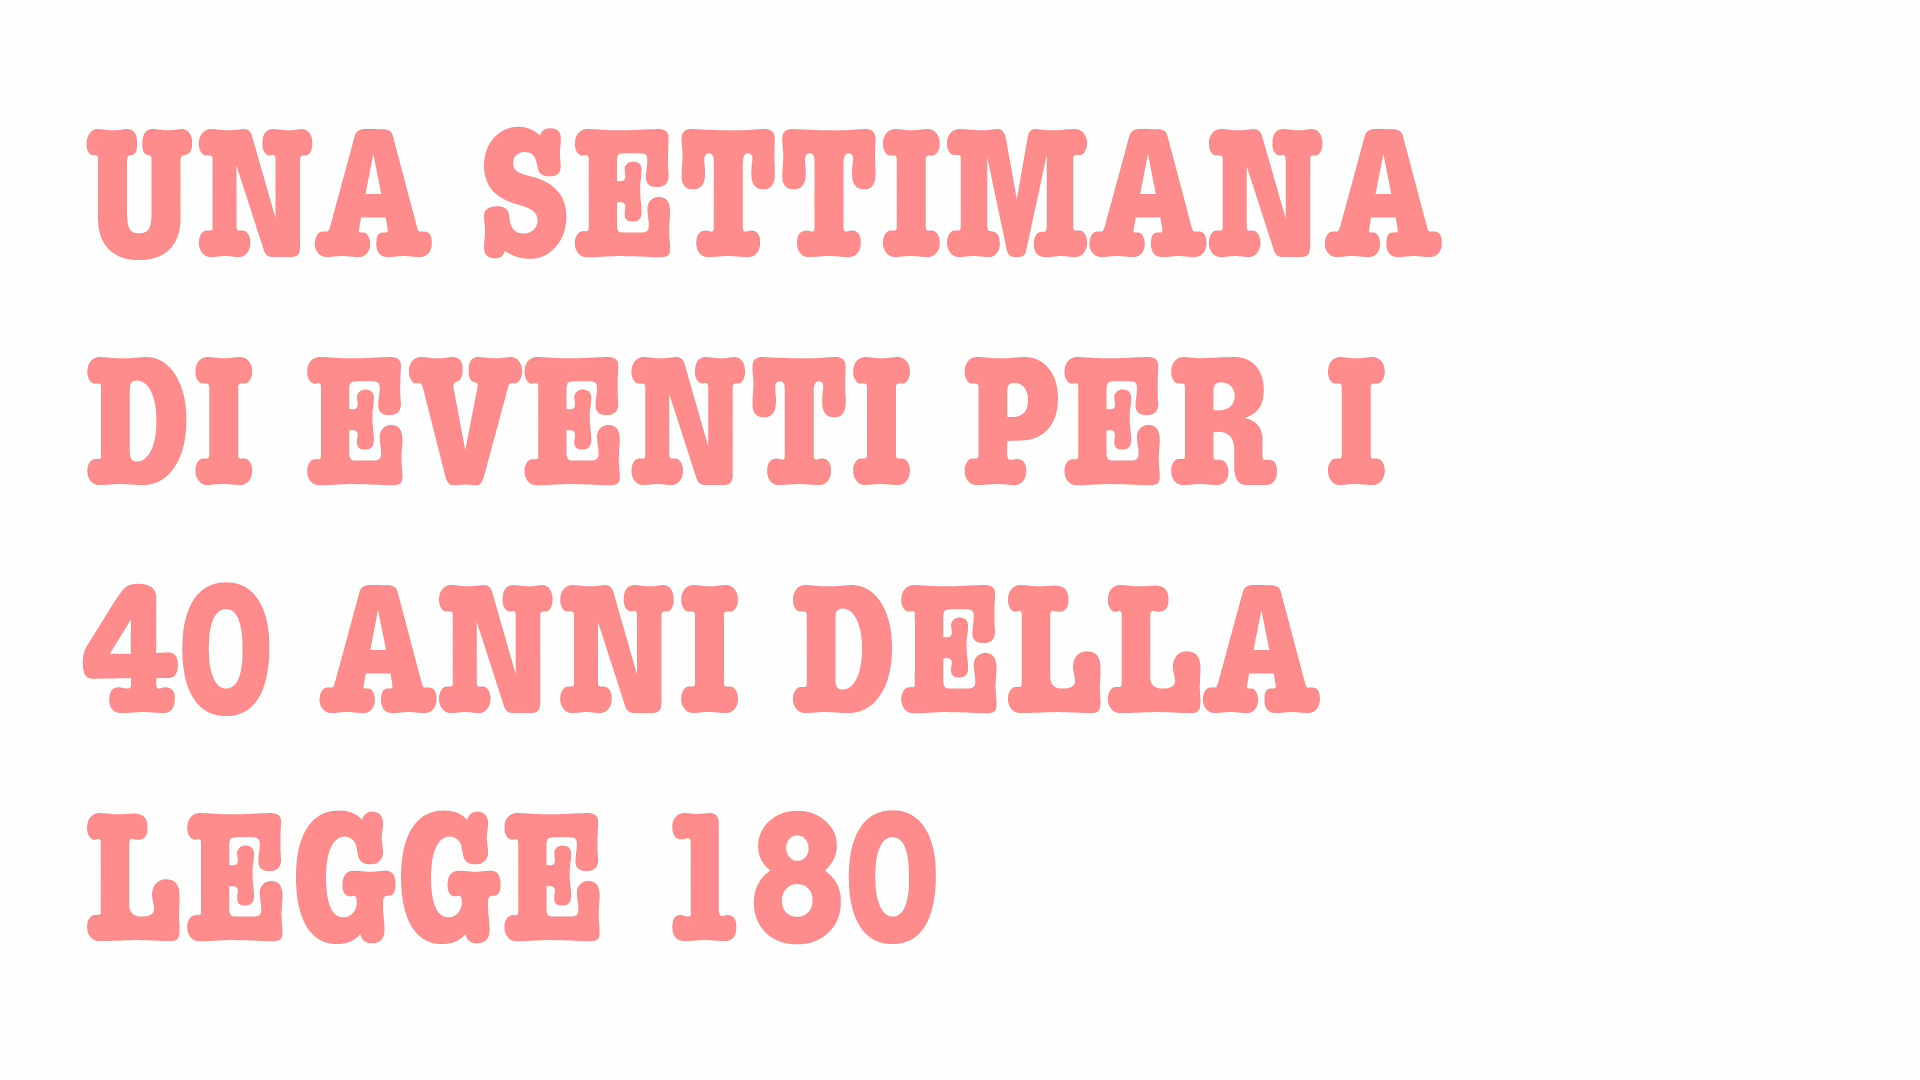 UNA SETTIMANA
DI EVENTI PER I
40 ANNI DELLA
LEGGE 180